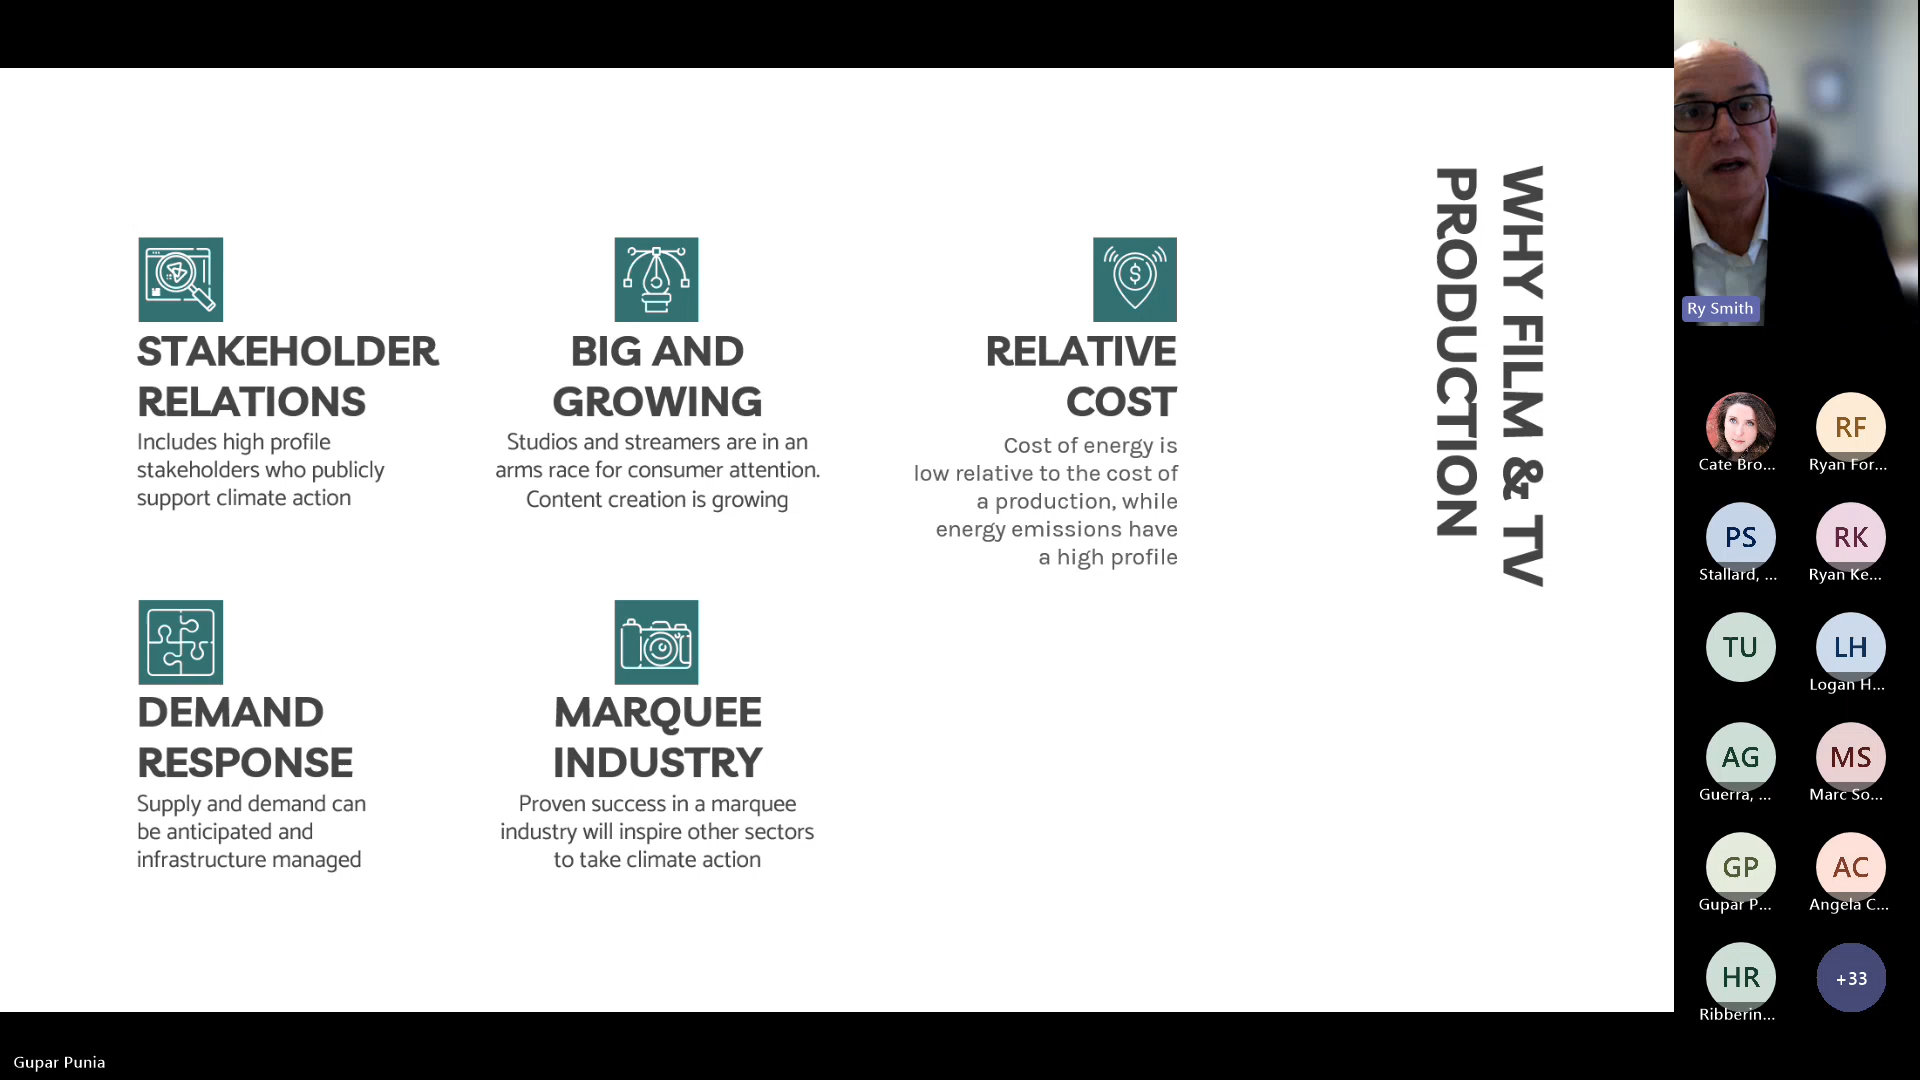 WHY FILM & TV
PRODUCTION
STAKEHOLDER
RELATIONS
Includes high profile
stakeholders who publicly
support climate action
BIG AND
GROWING
Studios and streamers are in an
arms race for consumer attention.
Content creation is growing
RELATIVE
COST
Cost of energy is
low relative to the cost of
a production, while
energy emissions have
a high profile
DEMAND
RESPONSE
Supply and demand can
be anticipated and
infrastructure managed
MARQUEE
INDUSTRY
Proven success in a marquee
industry will inspire other sectors
to take climate action
Ry Smith
Cate Bro...
RF
Ryan For...
PS
Stallard, ...
RK
Ryan Ke...
TU
LH
Logan H...
AG
Guerra, ...
MS
Marc So...
GP
Gupar P...
AC
Angela C...
HR
Ribberin...
+33
Gupar Punia